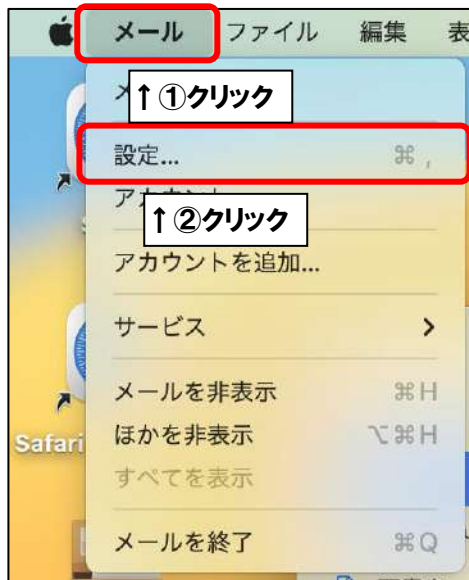 メール ファイル 編集 表
メ
↑①クリック
設定... ⌘ ,
ア
↑②クリック
アカウントを追加...
サービス >
メールを非表示 ⌘H
Safari
ほかを非表示 ⌥⌘H
すべてを表示
メールを終了 ⌘Q